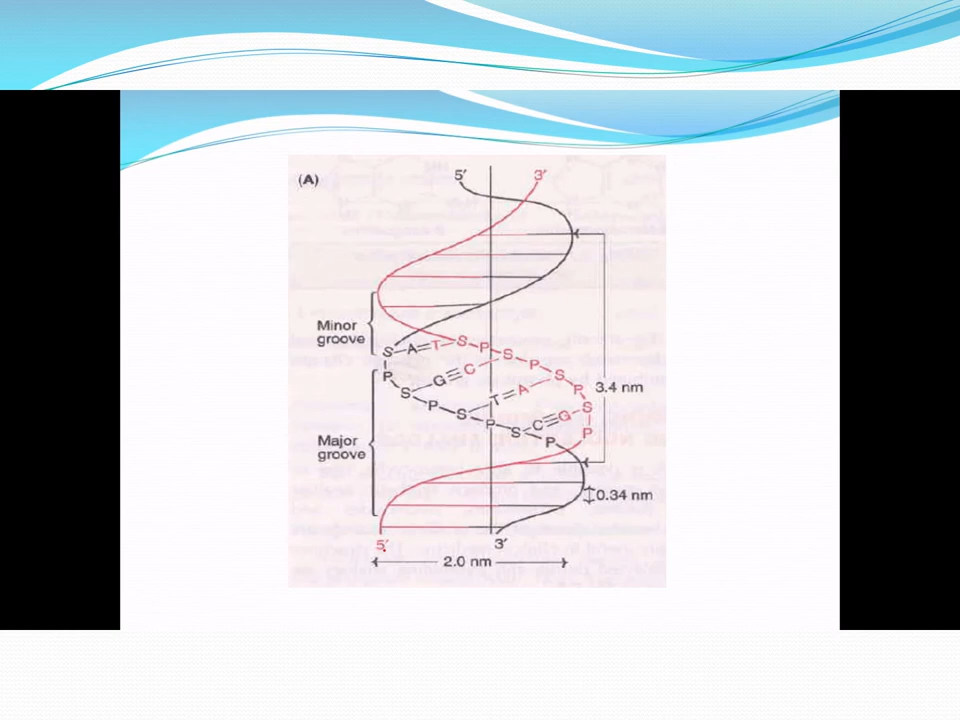 (A)
5′ 3′
Minor
groove
S A T S P S P S P S P
P S G C
P S T A
P S C G
P
3.4 nm
Major
groove
0.34 nm
5′ 3′
2.0 nm